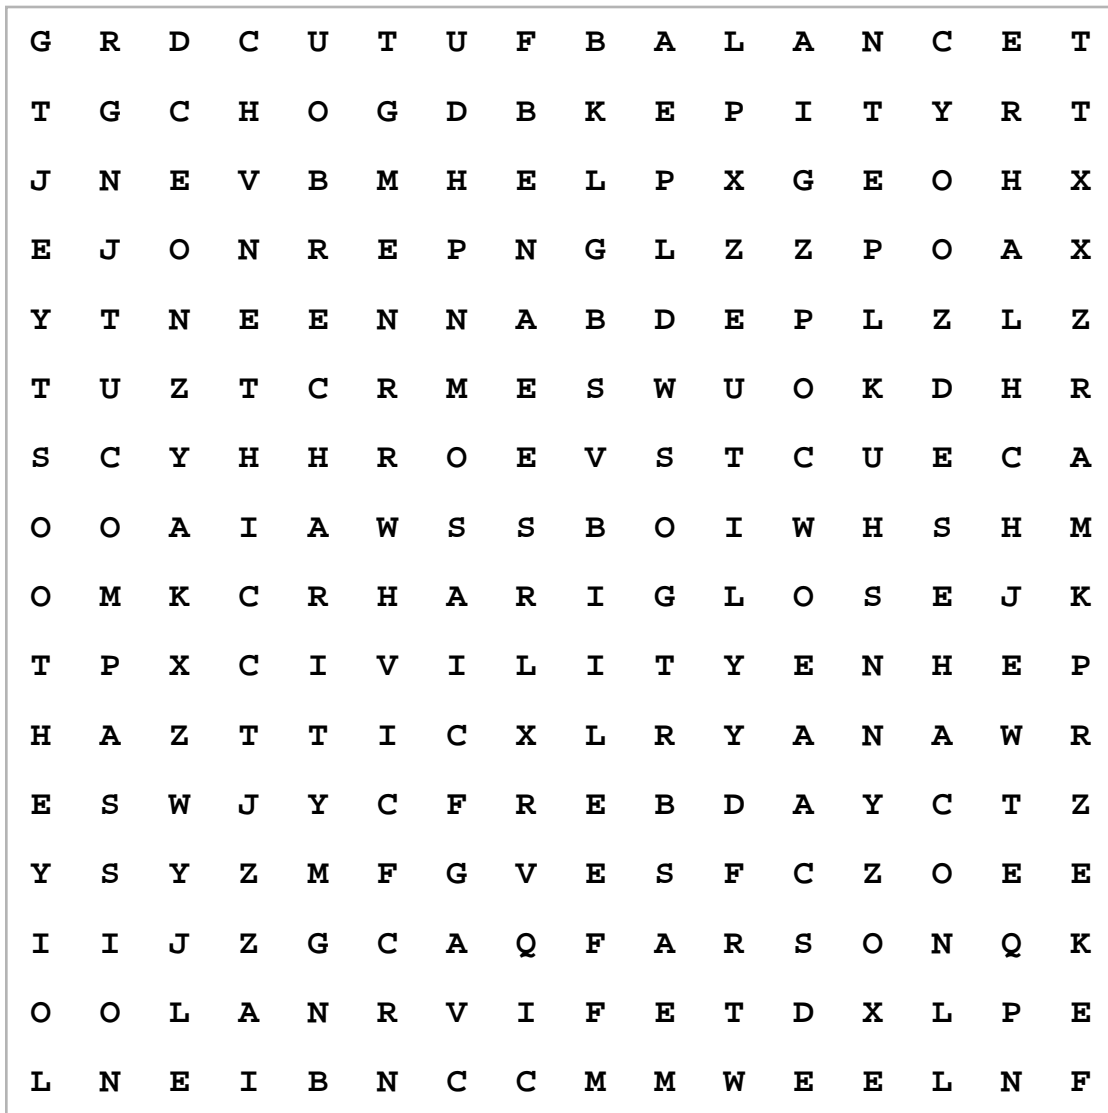 G R D C U T U F B A L A N C E T
T G C H O G D B K E P I T Y R T
J N E V B M H E L P X G E O H X
E J O N R E P N G L Z Z P O A X
Y T N E E N N A B D E P L Z L Z
T U Z T C R M E S W U O K D H R
S C Y H H R O E V S T C U E C A
O O A I A W S S B O I W H S H M
O M K C R H A R I G L O S E J K
T P X C I V I L I T Y E N H E P
H A Z T T I C X L R Y A N A W R
E S W J Y C F R E B D A Y C T Z
Y S Y Z M F G V E S F C Z O E E
I I J Z G C A Q F A R S O N Q K
O O L A N R V I F E T D X L P E
L N E I B N C C M M W E E L N F